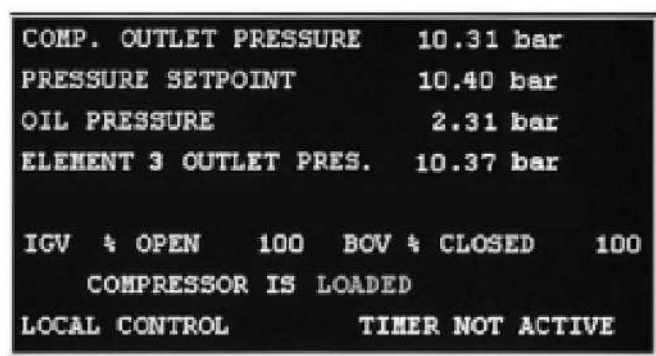 COMP. OUTLET PRESSURE 10.31 bar
PRESSURE SETPOINT 10.40 bar
OIL PRESSURE 2.31 bar
ELEMENT 3 OUTLET PRES. 10.37 bar
IGV % OPEN 100 BOV % CLOSED 100
COMPRESSOR IS LOADED
LOCAL CONTROL TIMER NOT ACTIVE